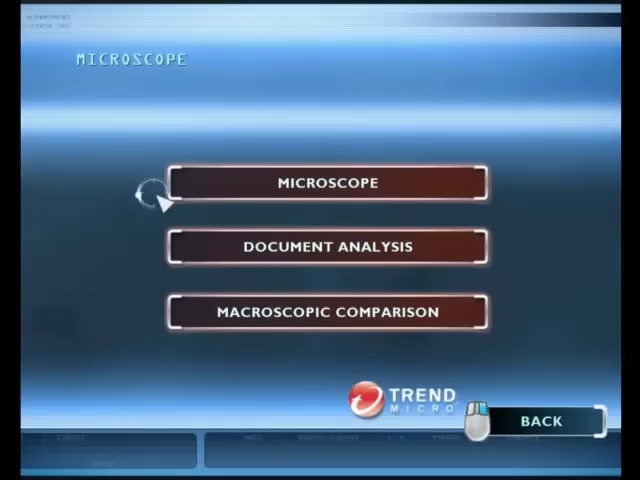 MICROSCOPE
MICROSCOPE
DOCUMENT ANALYSIS
MACROSCOPIC COMPARISON
TREND
MICRO
BACK